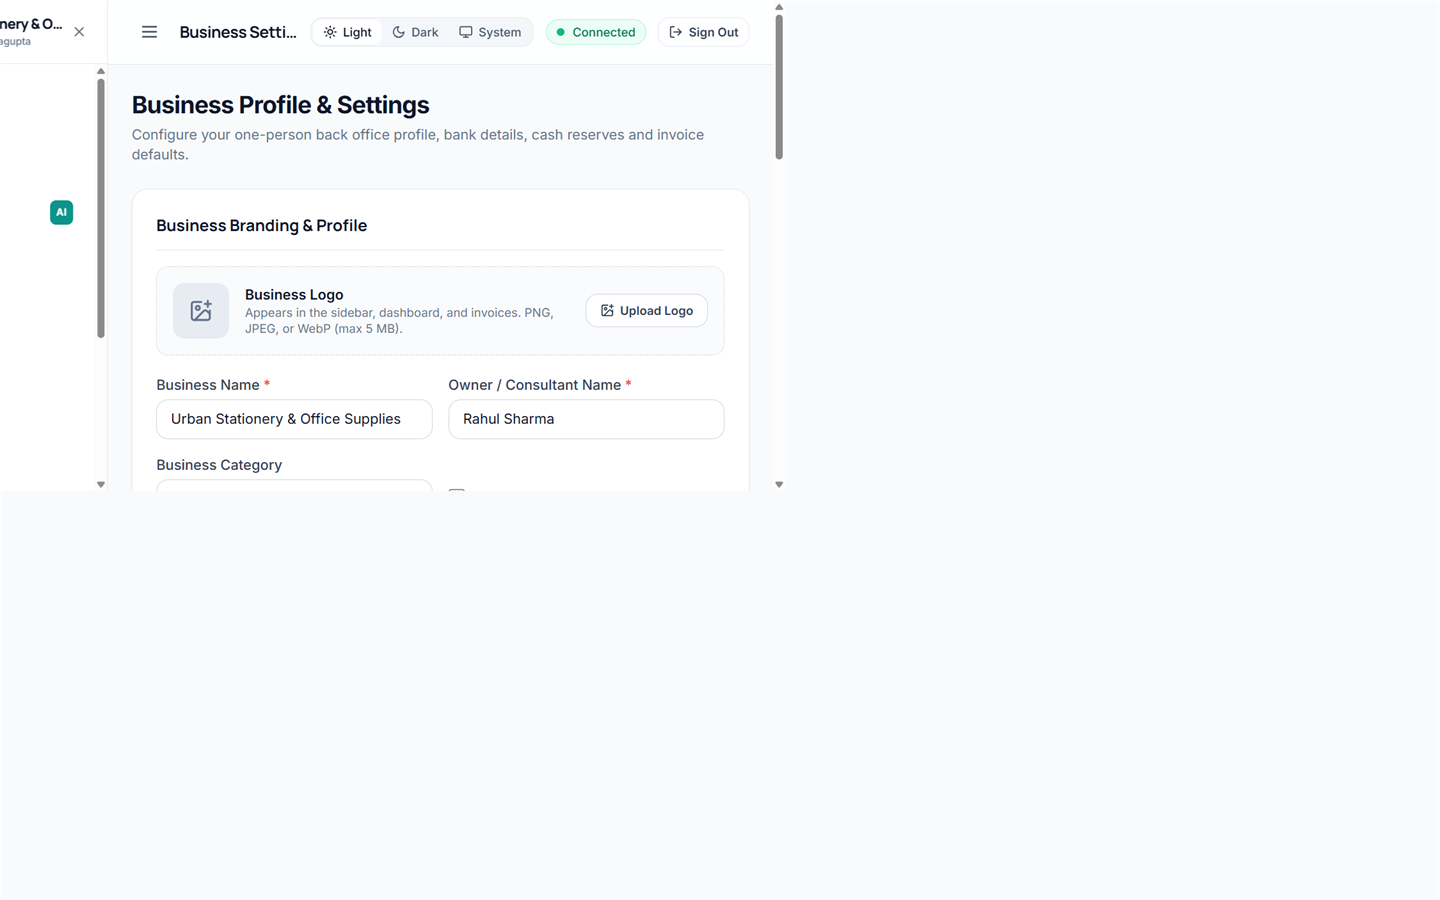 nery & O...
agupta
AI
Business Setti...
Light
Dark
System
Connected
Sign Out
Business Profile & Settings
Configure your one-person back office profile, bank details, cash reserves and invoice
defaults.
Business Branding & Profile
Business Logo
Appears in the sidebar, dashboard, and invoices. PNG,
JPEG, or WebP (max 5 MB).
Upload Logo
Business Name *
Urban Stationery & Office Supplies
Owner / Consultant Name *
Rahul Sharma
Business Category